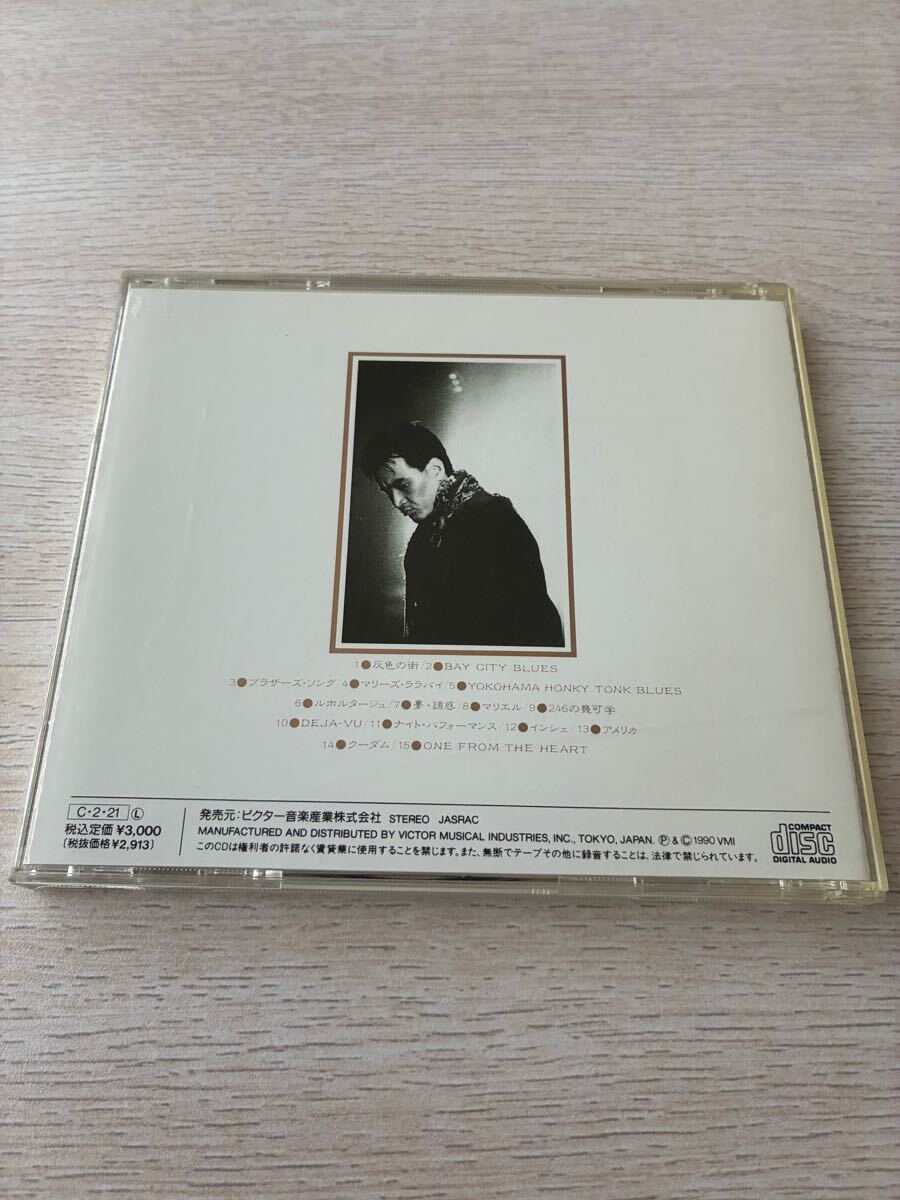 1●灰色の街/2●BAY CITY BLUES
3●ブラザーズ・ソング/4●マリーズ・ララバイ/5●YOKOHAMA HONKY TONK BLUES
6●ルポルタージュ/7●夢・誘惑/8●マリエル/9●246の幾可学
10●DEJA-VU/11●ナイト・パフォーマンス/12●インシェ/13●アメリカ
14●クーダム/15●ONE FROM THE HEART
C・2・21 Ⓛ 発売元:ビクター音楽産業株式会社 STEREO JASRAC
税込定価 ¥3,000 MANUFACTURED AND DISTRIBUTED BY VICTOR MUSICAL INDUSTRIES, INC., TOKYO, JAPAN. Ⓟ & Ⓒ 1990 VMI
(税抜価格 ¥2,913) このCDは権利者の許諾なく賃貸業に使用することを禁じます。また、無断でテープその他に録音することは、法律で禁じられています。
COMPACT
disc
DIGITAL AUDIO